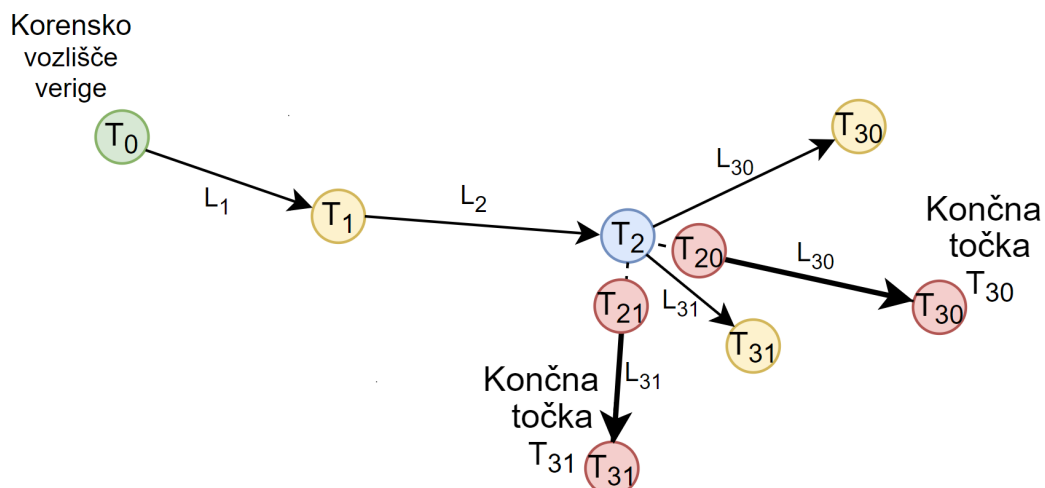 Korensko
vozlišče
verige
T0
L1
T1
L2
T2
L30
T30
T20
L30
Končna
točka
T30
T30
T21
L31
T31
L31
Končna
točka
T31
T31